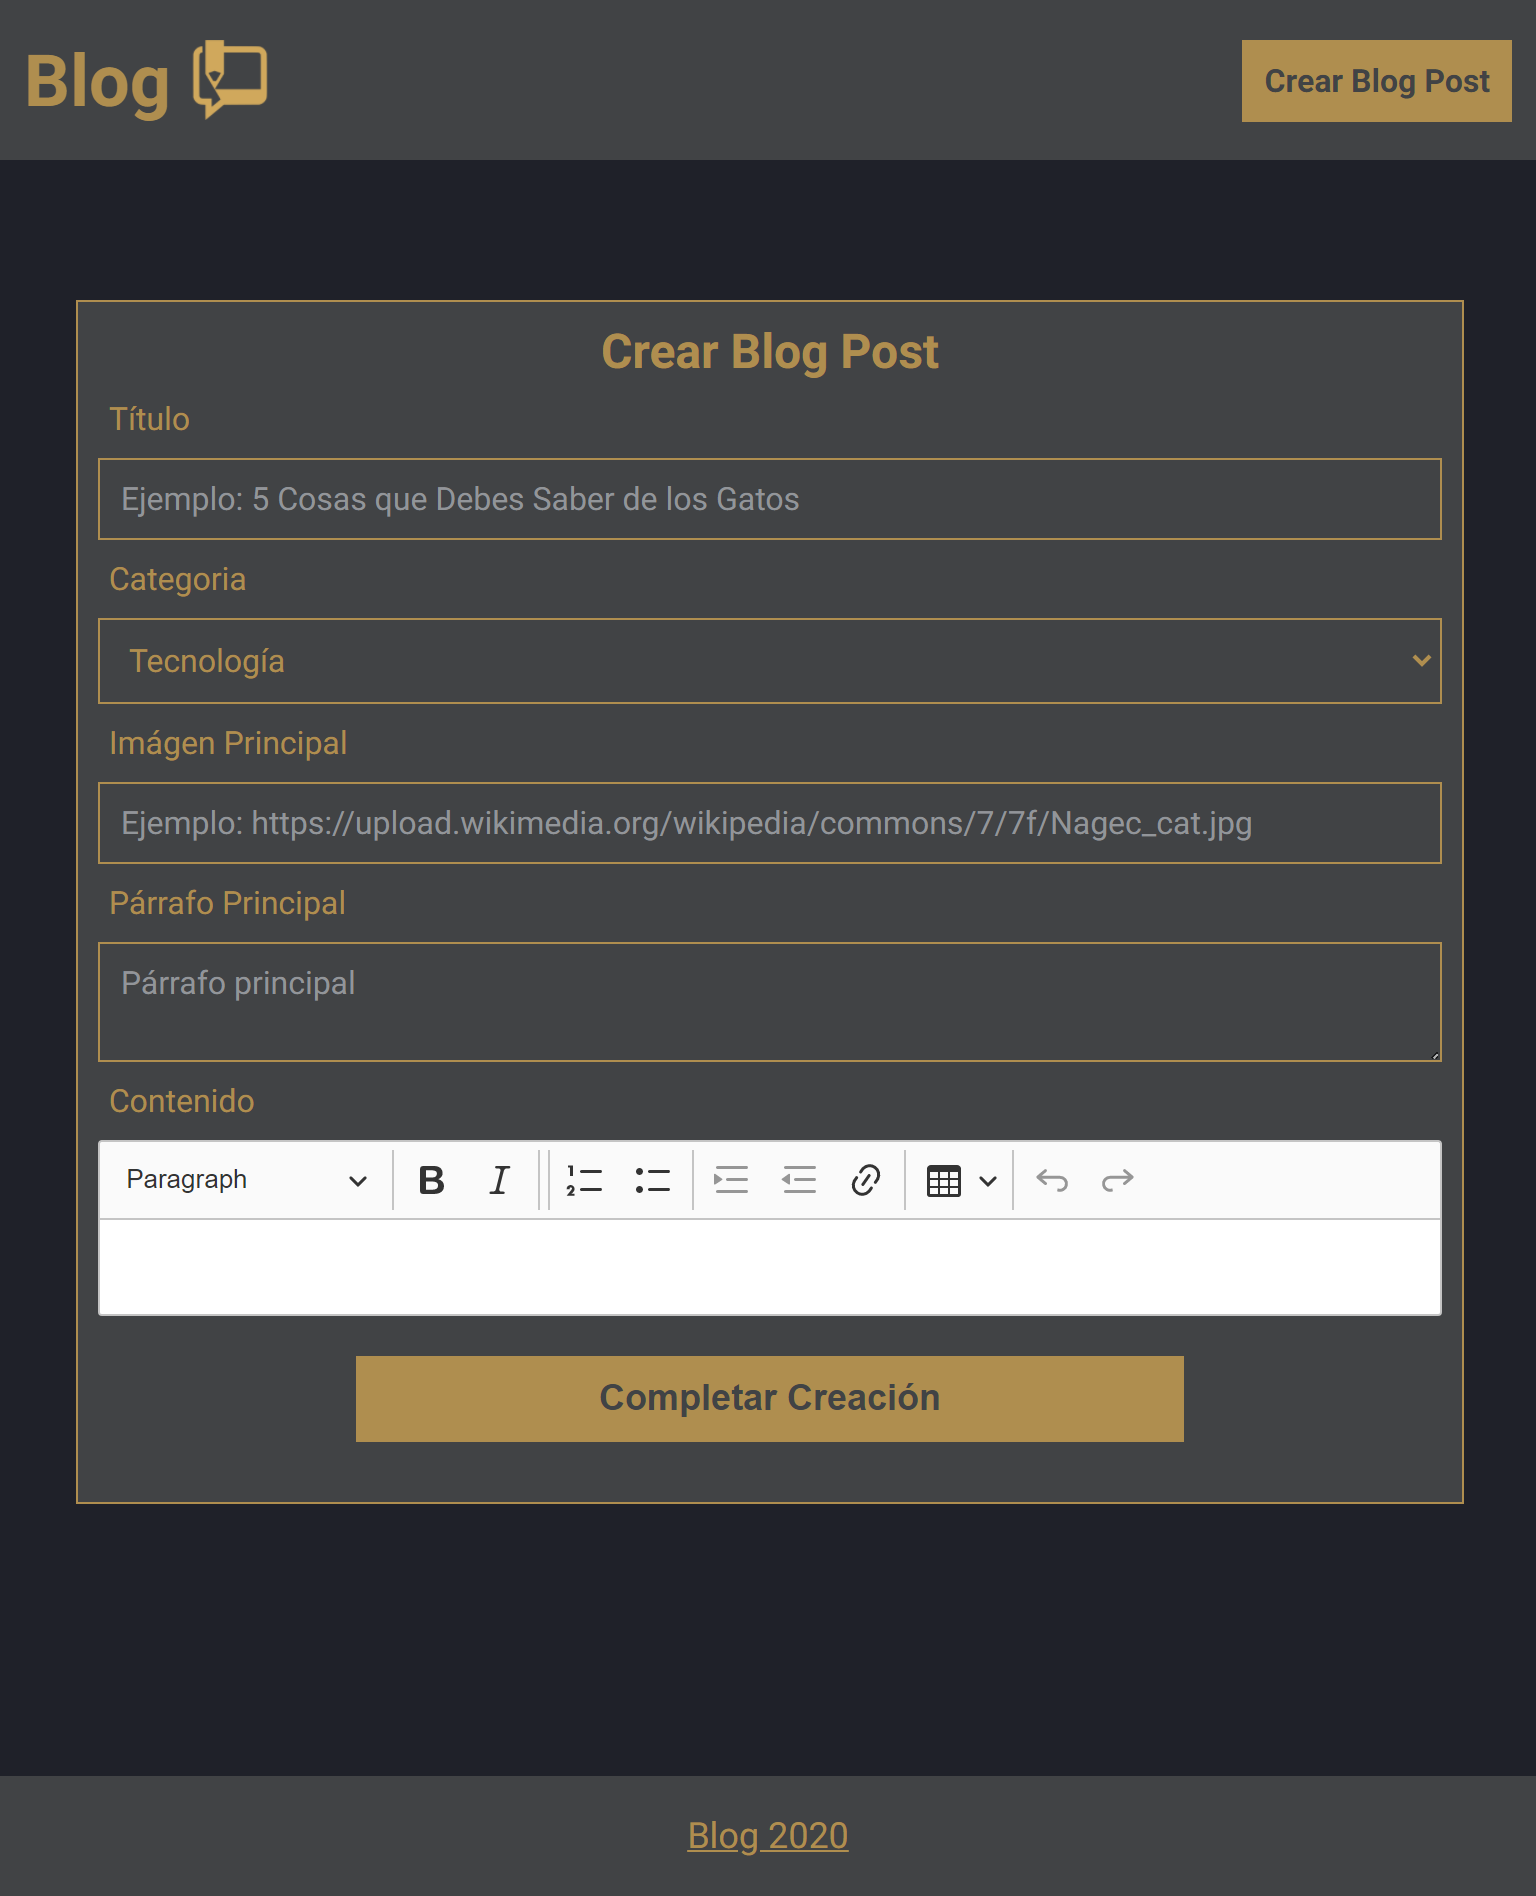 Blog
Crear Blog Post
Crear Blog Post
Título
Ejemplo: 5 Cosas que Debes Saber de los Gatos
Categoria
Tecnología
Imágen Principal
Ejemplo: https://upload.wikimedia.org/wikipedia/commons/7/7f/Nagec_cat.jpg
Párrafo Principal
Párrafo principal
Contenido
Paragraph
Completar Creación
Blog 2020